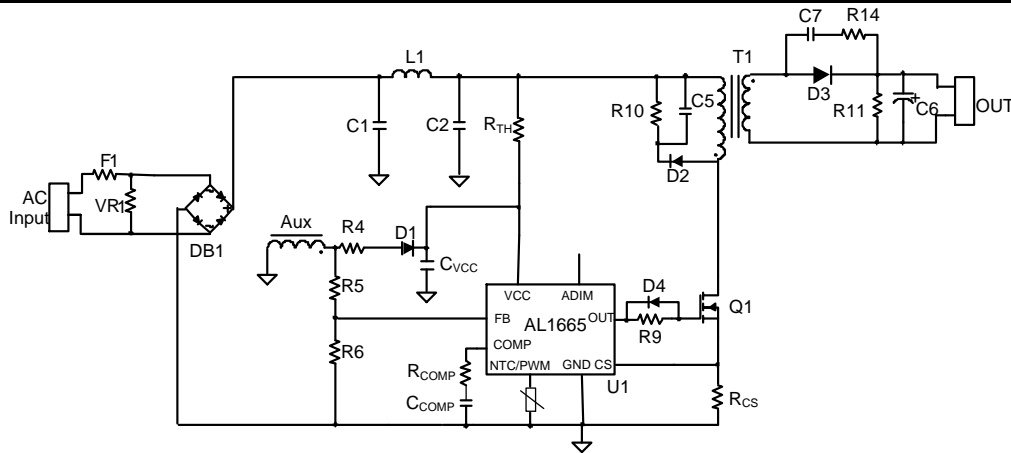 C7
R14
L1
T1
D3
R10
C5
R11
C6
OUT
C1
C2
RTH
D2
F1
AC
Input
VR1
DB1
Aux
R4
D1
CVCC
R5
R6
VCC
ADIM
FB
AL1665
OUT
COMP
NTC/PWM
GND
CS
U1
D4
R9
Q1
RCOMP
CCOMP
RCS